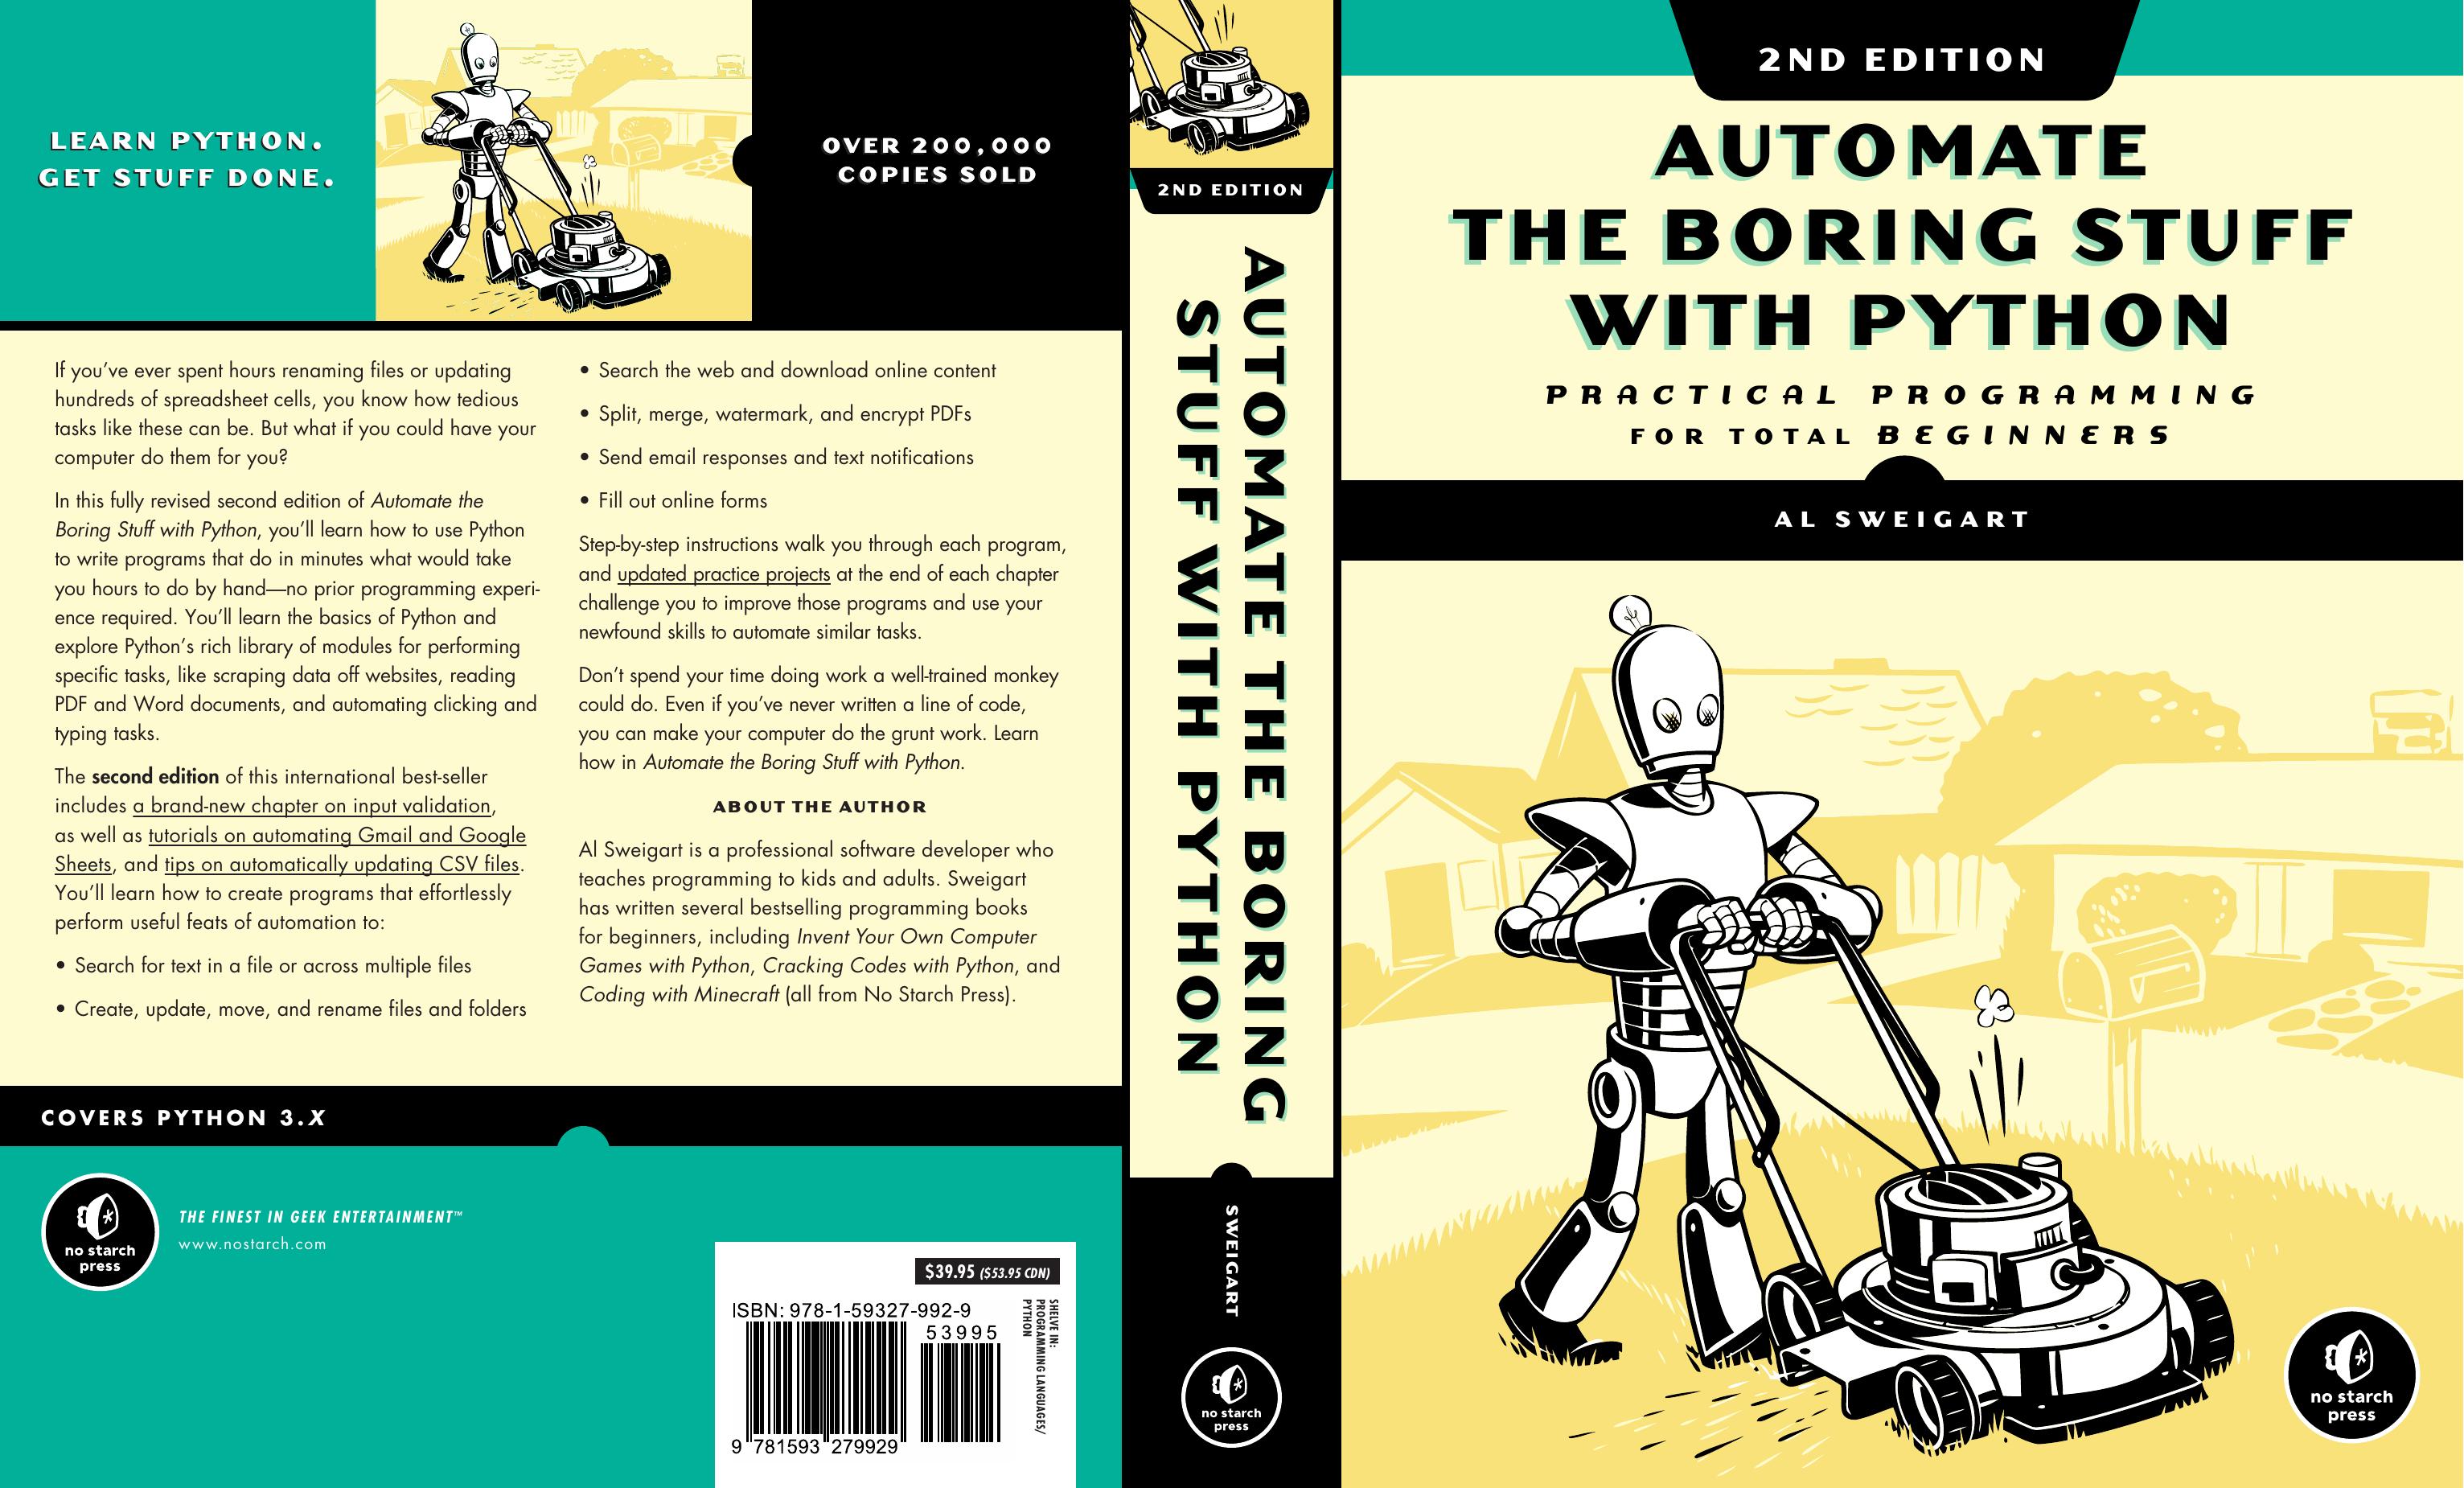 LEARN PYTHON.
GET STUFF DONE.
OVER 200,000
COPIES SOLD
If you've ever spent hours renaming files or updating
hundreds of spreadsheet cells, you know how tedious
tasks like these can be. But what if you could have your
computer do them for you?
In this fully revised second edition of Automate the
Boring Stuff with Python, you'll learn how to use Python
to write programs that do in minutes what would take
you hours to do by hand—no prior programming experi-
ence required. You'll learn the basics of Python and
explore Python's rich library of modules for performing
specific tasks, like scraping data off websites, reading
PDF and Word documents, and automating clicking and
typing tasks.
The second edition of this international best-seller
includes a brand-new chapter on input validation,
as well as tutorials on automating Gmail and Google
Sheets, and tips on automatically updating CSV files.
You'll learn how to create programs that effortlessly
perform useful feats of automation to:
• Search for text in a file or across multiple files
• Create, update, move, and rename files and folders
• Search the web and download online content
• Split, merge, watermark, and encrypt PDFs
• Send email responses and text notifications
• Fill out online forms
Step-by-step instructions walk you through each program,
and updated practice projects at the end of each chapter
challenge you to improve those programs and use your
newfound skills to automate similar tasks.
Don't spend your time doing work a well-trained monkey
could do. Even if you've never written a line of code,
you can make your computer do the grunt work. Learn
how in Automate the Boring Stuff with Python.
ABOUT THE AUTHOR
Al Sweigart is a professional software developer who
teaches programming to kids and adults. Sweigart
has written several bestselling programming books
for beginners, including Invent Your Own Computer
Games with Python, Cracking Codes with Python, and
Coding with Minecraft (all from No Starch Press).
COVERS PYTHON 3.X
no starch
press
THE FINEST IN GEEK ENTERTAINMENT™
www.nostarch.com
$39.95 ($53.95 CDN)
ISBN: 978-1-59327-992-9
53995
9 781593 279929
SHELVE IN:
PROGRAMMING LANGUAGES/
PYTHON
2ND EDITION
AUTOMATE THE BORING
STUFF WITH PYTHON
SWEIGART
no starch
press
2ND EDITION
AUTOMATE
THE BORING STUFF
WITH PYTHON
PRACTICAL PROGRAMMING
FOR TOTAL BEGINNERS
AL SWEIGART
no starch
press